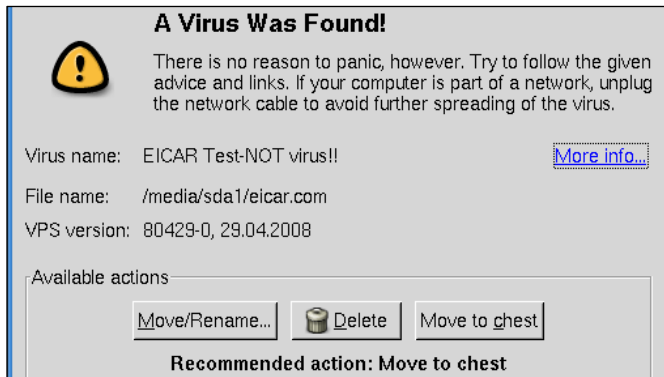 A Virus Was Found!
There is no reason to panic, however. Try to follow the given
advice and links. If your computer is part of a network, unplug
the network cable to avoid further spreading of the virus.
Virus name: EICAR Test-NOT virus!! More info...
File name: /media/sda1/eicar.com
VPS version: 80429-0, 29.04.2008
Available actions
Move/Rename... Delete Move to chest
Recommended action: Move to chest